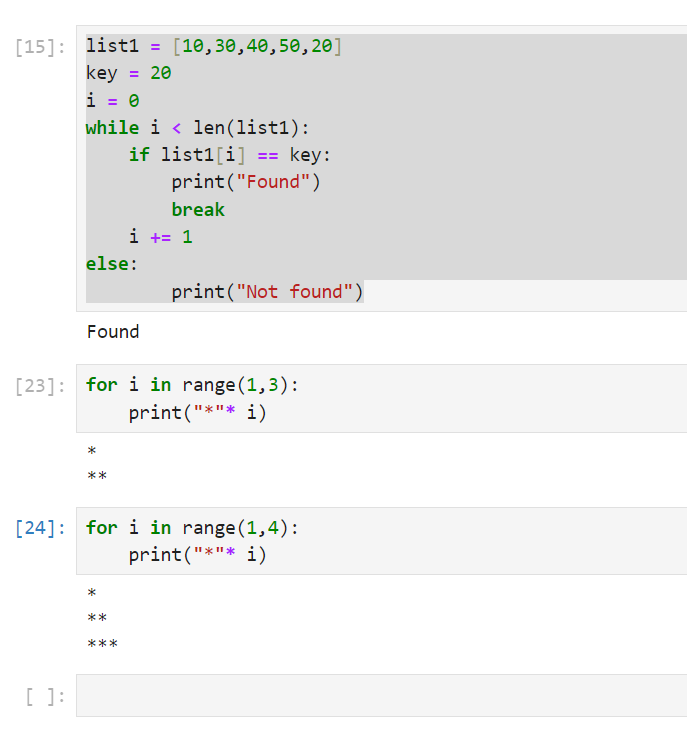 [15]: list1 = [10,30,40,50,20]
key = 20
i = 0
while i < len(list1):
    if list1[i] == key:
        print("Found")
        break
    i += 1
else:
        print("Not found")
Found
[23]: for i in range(1,3):
    print("*"* i)
*
**
[24]: for i in range(1,4):
    print("*"* i)
*
**
***
[ ]: